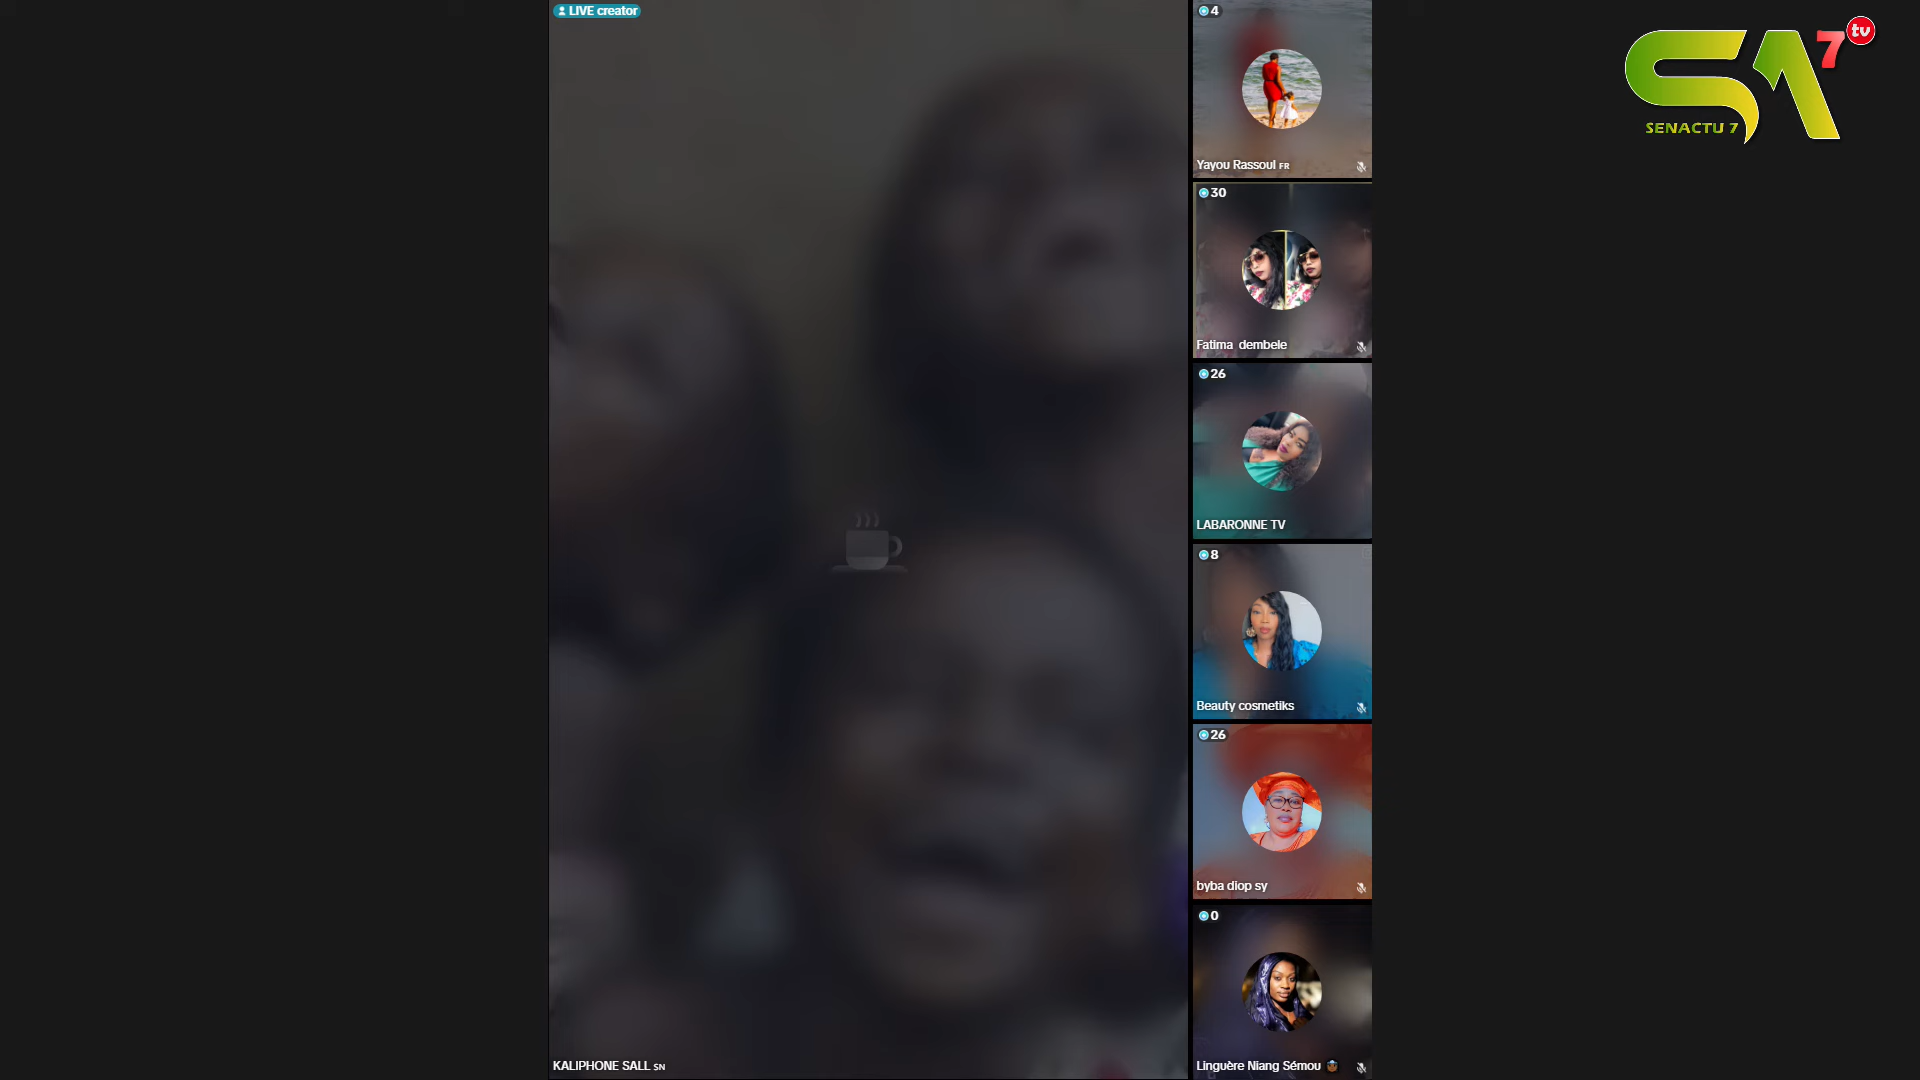 LIVE creator
KALIPHONE SALL SN
4
Yayou Rassoul FR
30
Fatima dembele
26
LABARONNE TV
8
Beauty cosmetiks
26
byba diop sy
0
Linguère Niang Sémou
SA 7 tv
SENACTU 7